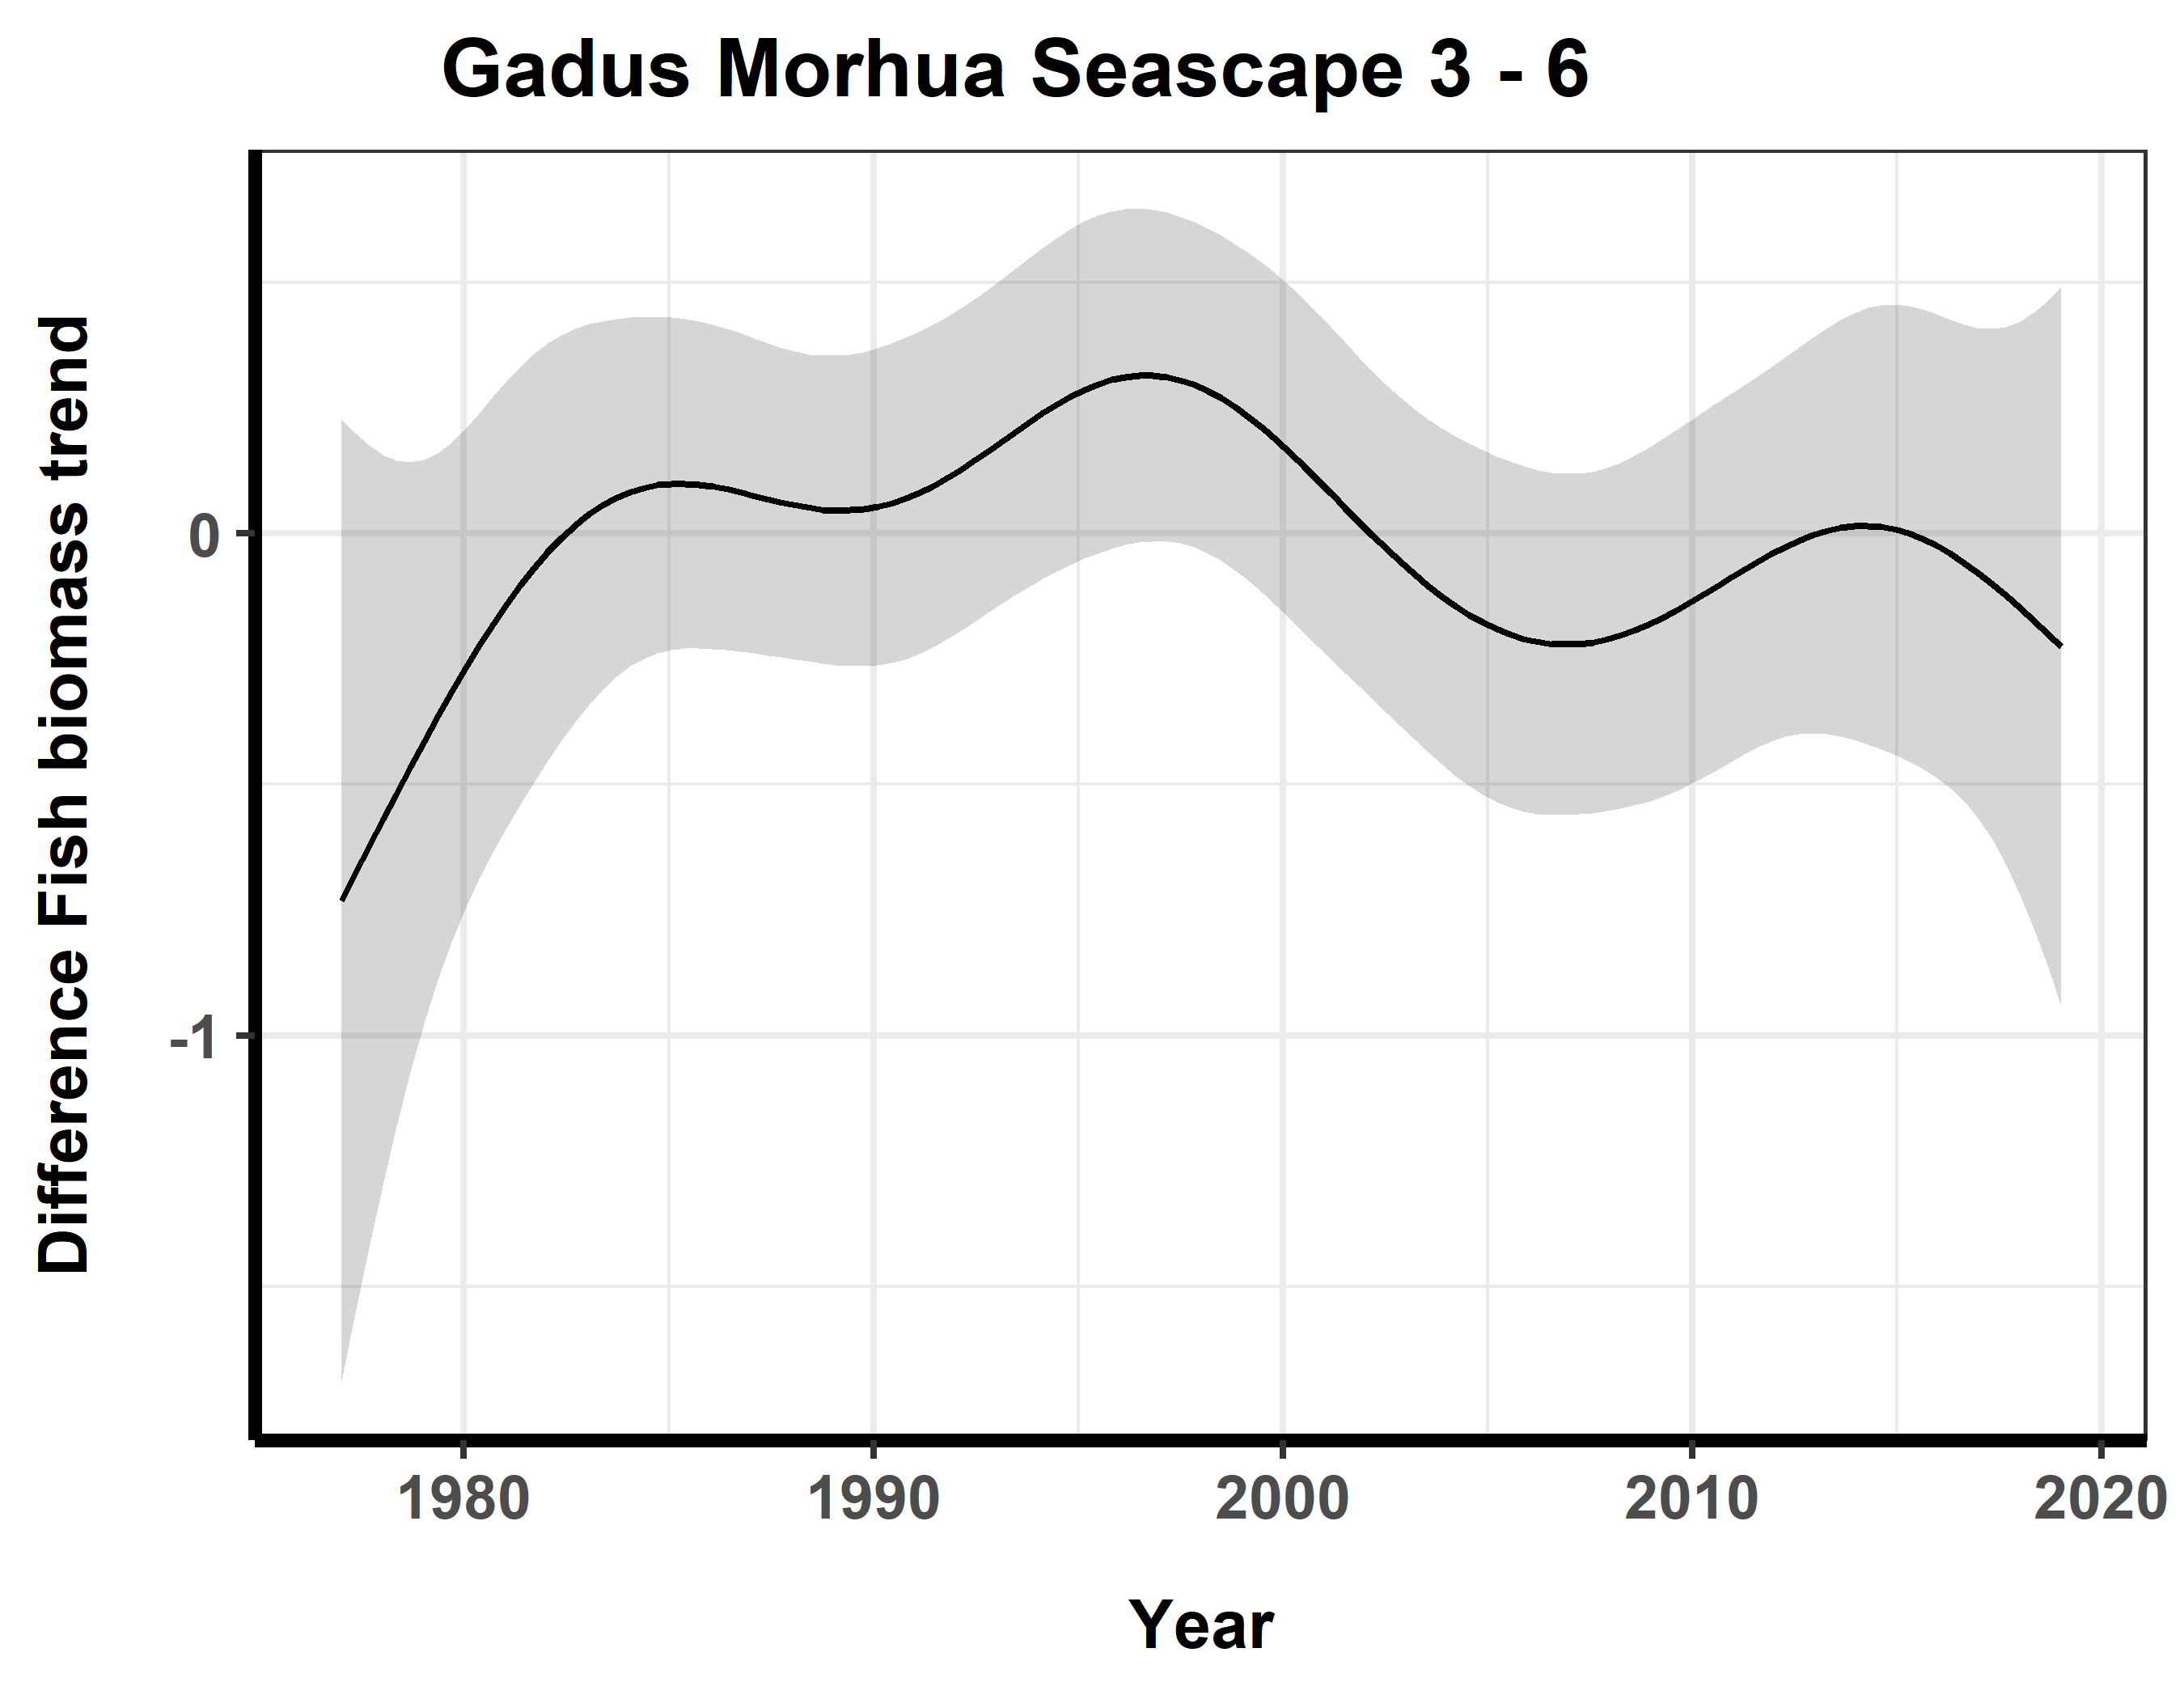 Gadus Morhua Seascape 3 - 6
Difference Fish biomass trend
0
-1
1980 1990 2000 2010 2020
Year